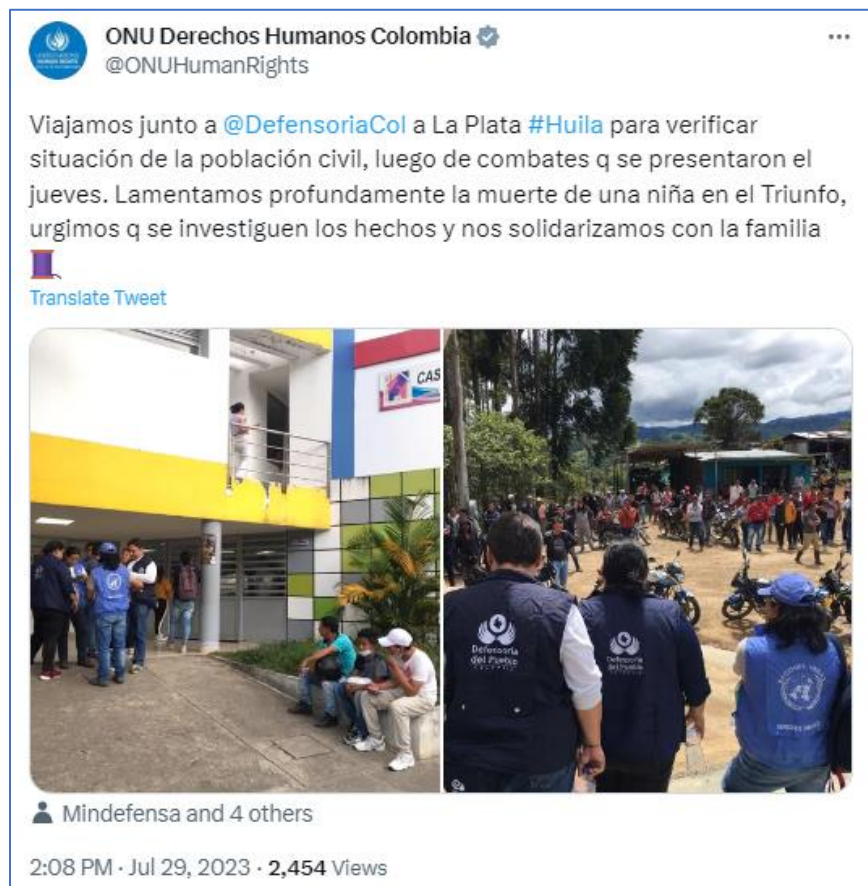 ONU Derechos Humanos Colombia
@ONUHumanRights
Viajamos junto a @DefensoriaCol a La Plata #Huila para verificar
situación de la población civil, luego de combates q se presentaron el
jueves. Lamentamos profundamente la muerte de una niña en el Triunfo,
urgimos q se investiguen los hechos y nos solidarizamos con la familia
Translate Tweet
CAS
Defensoría
del Pueblo
COLOMBIA
Defensoría
del Pueblo
COLOMBIA
Mindefensa and 4 others
2:08 PM · Jul 29, 2023 · 2,454 Views